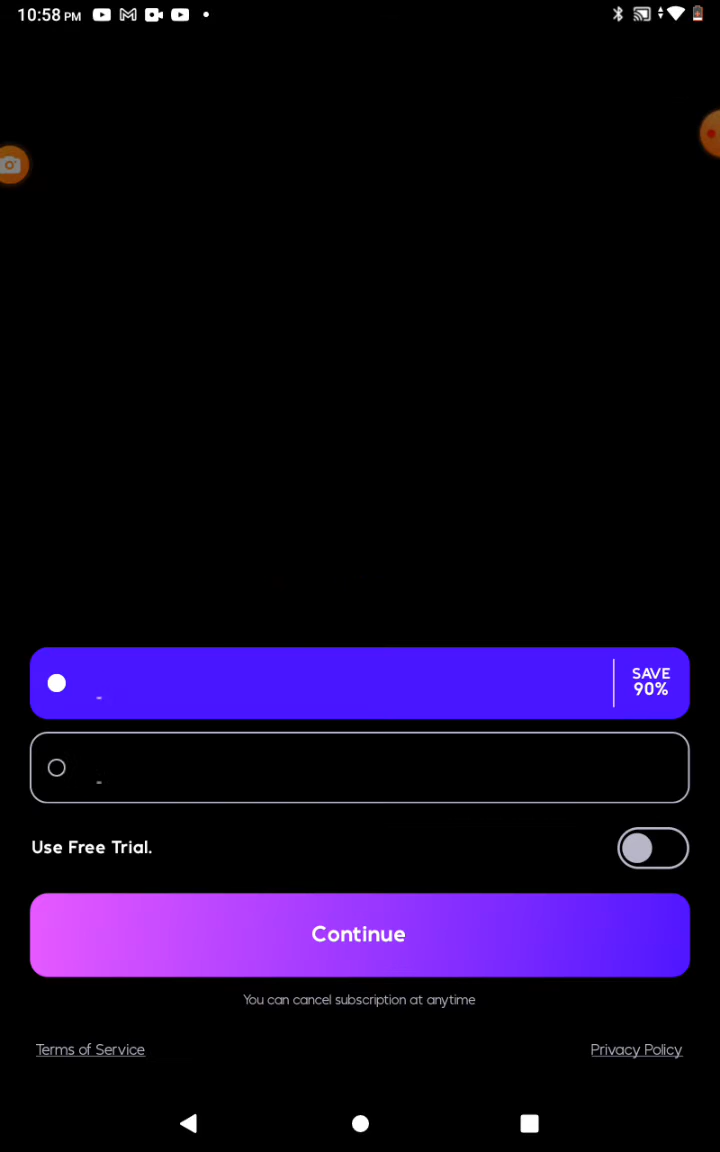 10:58 PM
-
SAVE
90%
-
Use Free Trial.
Continue
You can cancel subscription at anytime
Terms of Service
Privacy Policy